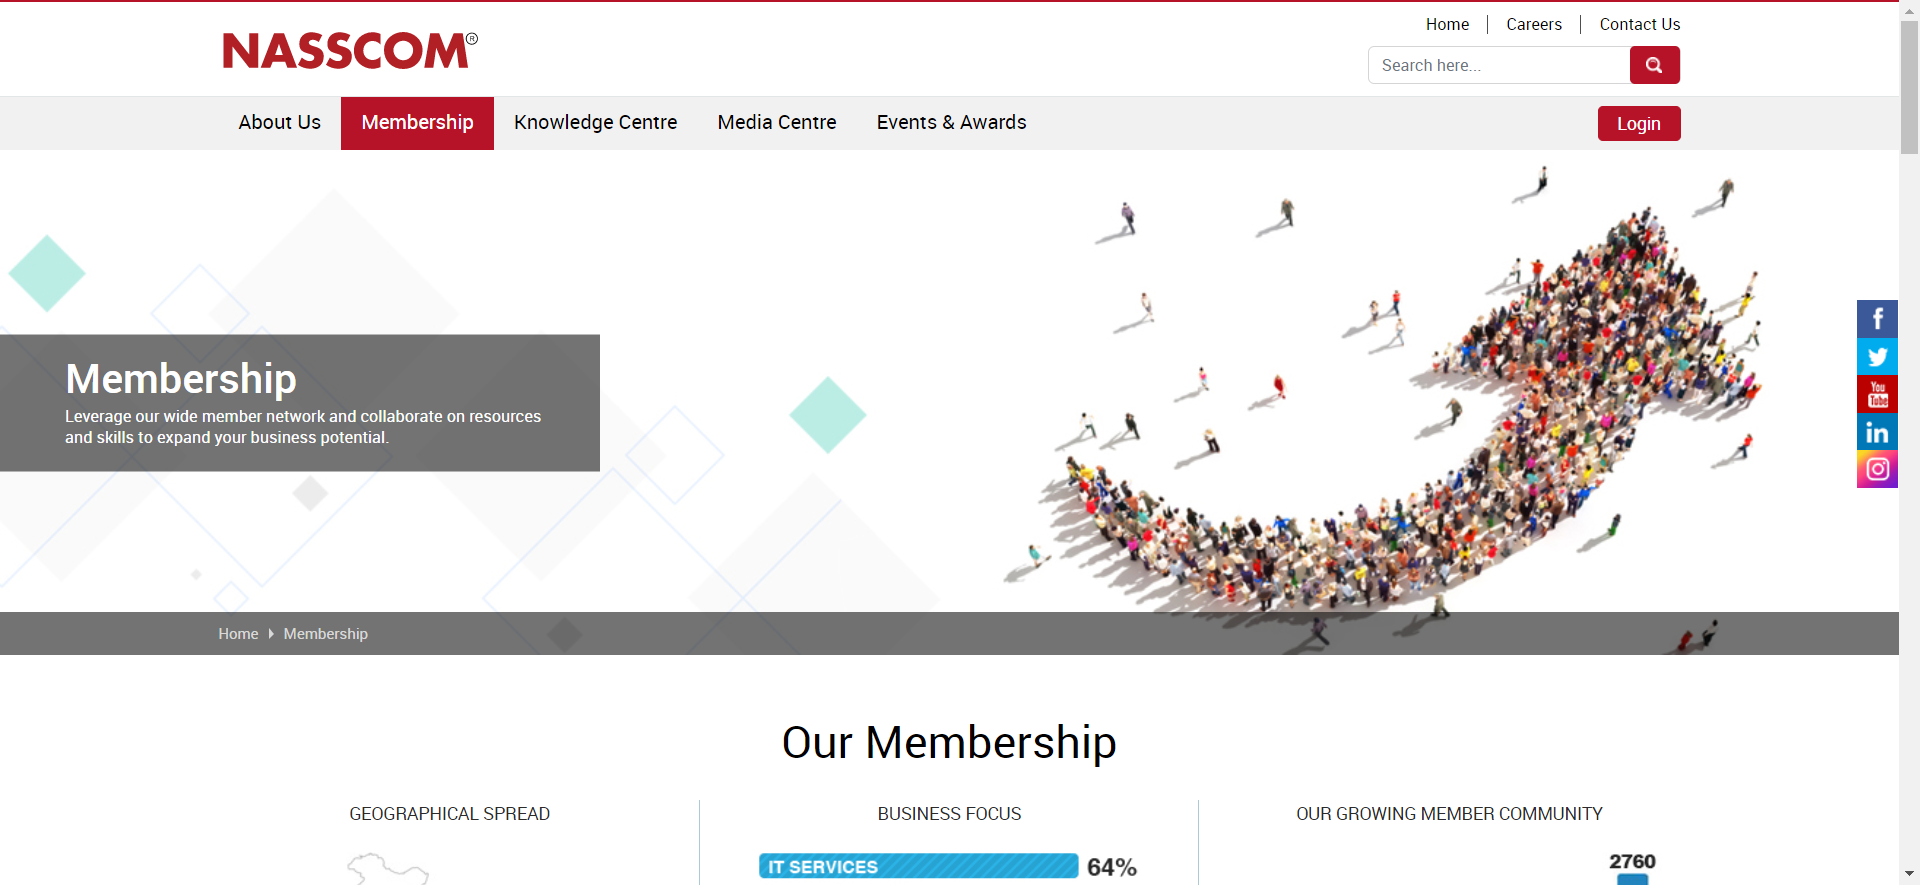 NASSCOM®
Home
Careers
Contact Us
Search here...
About Us
Membership
Knowledge Centre
Media Centre
Events & Awards
Login
Membership
Leverage our wide member network and collaborate on resources
and skills to expand your business potential.
You
Tube
Home
Membership
Our Membership
GEOGRAPHICAL SPREAD
BUSINESS FOCUS
OUR GROWING MEMBER COMMUNITY
IT SERVICES
64%
2760